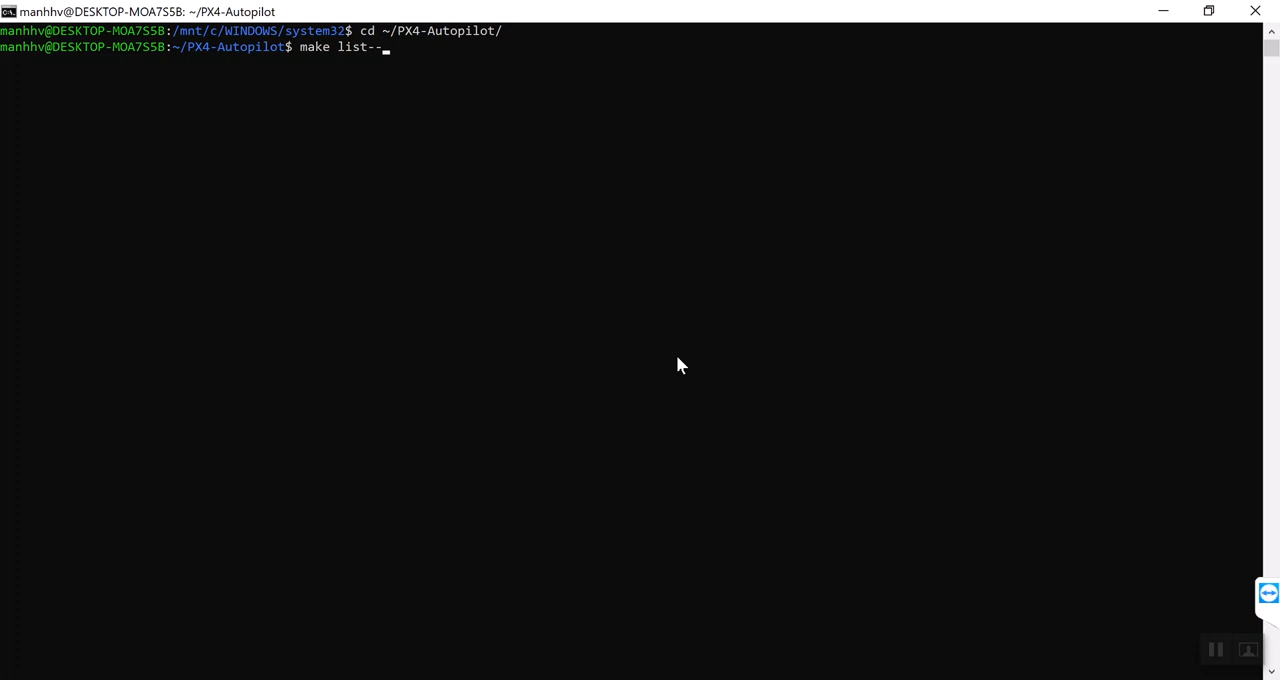 manhhv@DESKTOP-MOA7S5B: ~/PX4-Autopilot
manhhv@DESKTOP-MOA7S5B:/mnt/c/WINDOWS/system32$ cd ~/PX4-Autopilot/
manhhv@DESKTOP-MOA7S5B:~/PX4-Autopilot$ make list--